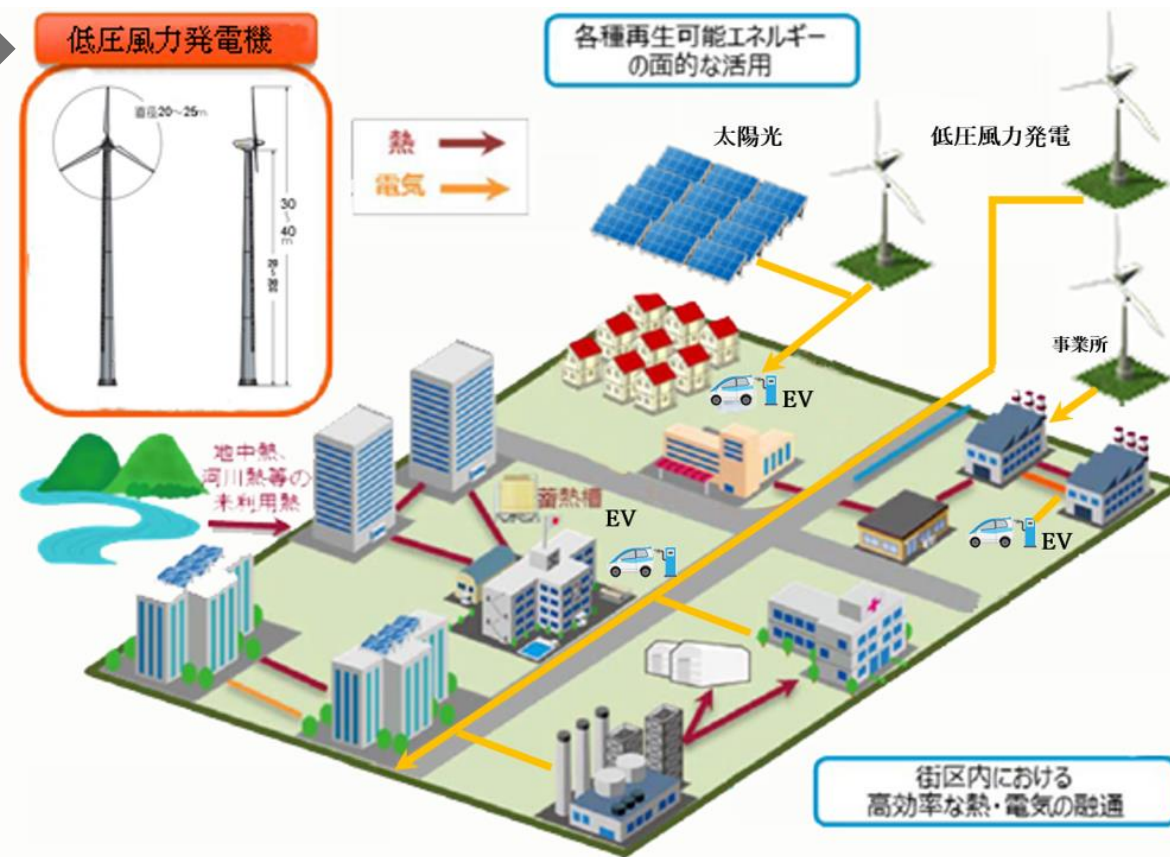 低圧風力発電機
直径20～25m
30～40m
熱
電気
各種再生可能エネルギー
の面的な活用
太陽光
低圧風力発電
事業所
EV
地中熱、
河川熱等の
未利用熱
蓄熱槽
EV
EV
街区内における
高効率な熱・電気の融通